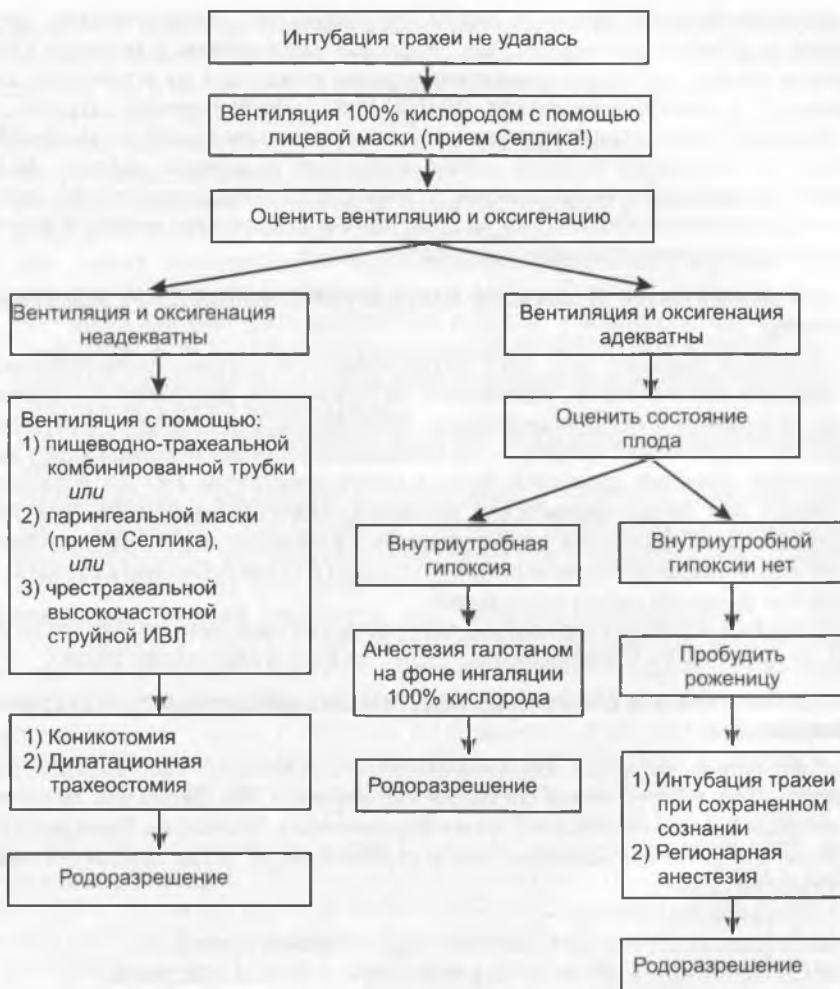 Интубация трахеи не удалась
Вентиляция 100% кислородом с помощью
лицевой маски (прием Селлика!)
Оценить вентиляцию и оксигенацию
Вентиляция и оксигенация
неадекватны
Вентиляция и оксигенация
адекватны
Вентиляция с помощью:
1) пищеводно-трахеальной
комбинированной трубки
или
2) ларингеальной маски
(прием Селлика),
или
3) чрестрахеальной
высокочастотной
струйной ИВЛ
Оценить состояние
плода
Внутриутробная
гипоксия
Внутриутробной
гипоксии нет
Анестезия галотаном
на фоне ингаляции
100% кислорода
Пробудить
роженицу
1) Коникотомия
2) Дилатационная
трахеостомия
Родоразрешение
1) Интубация трахеи
при сохраненном
сознании
2) Регионарная
анестезия
Родоразрешение
Родоразрешение